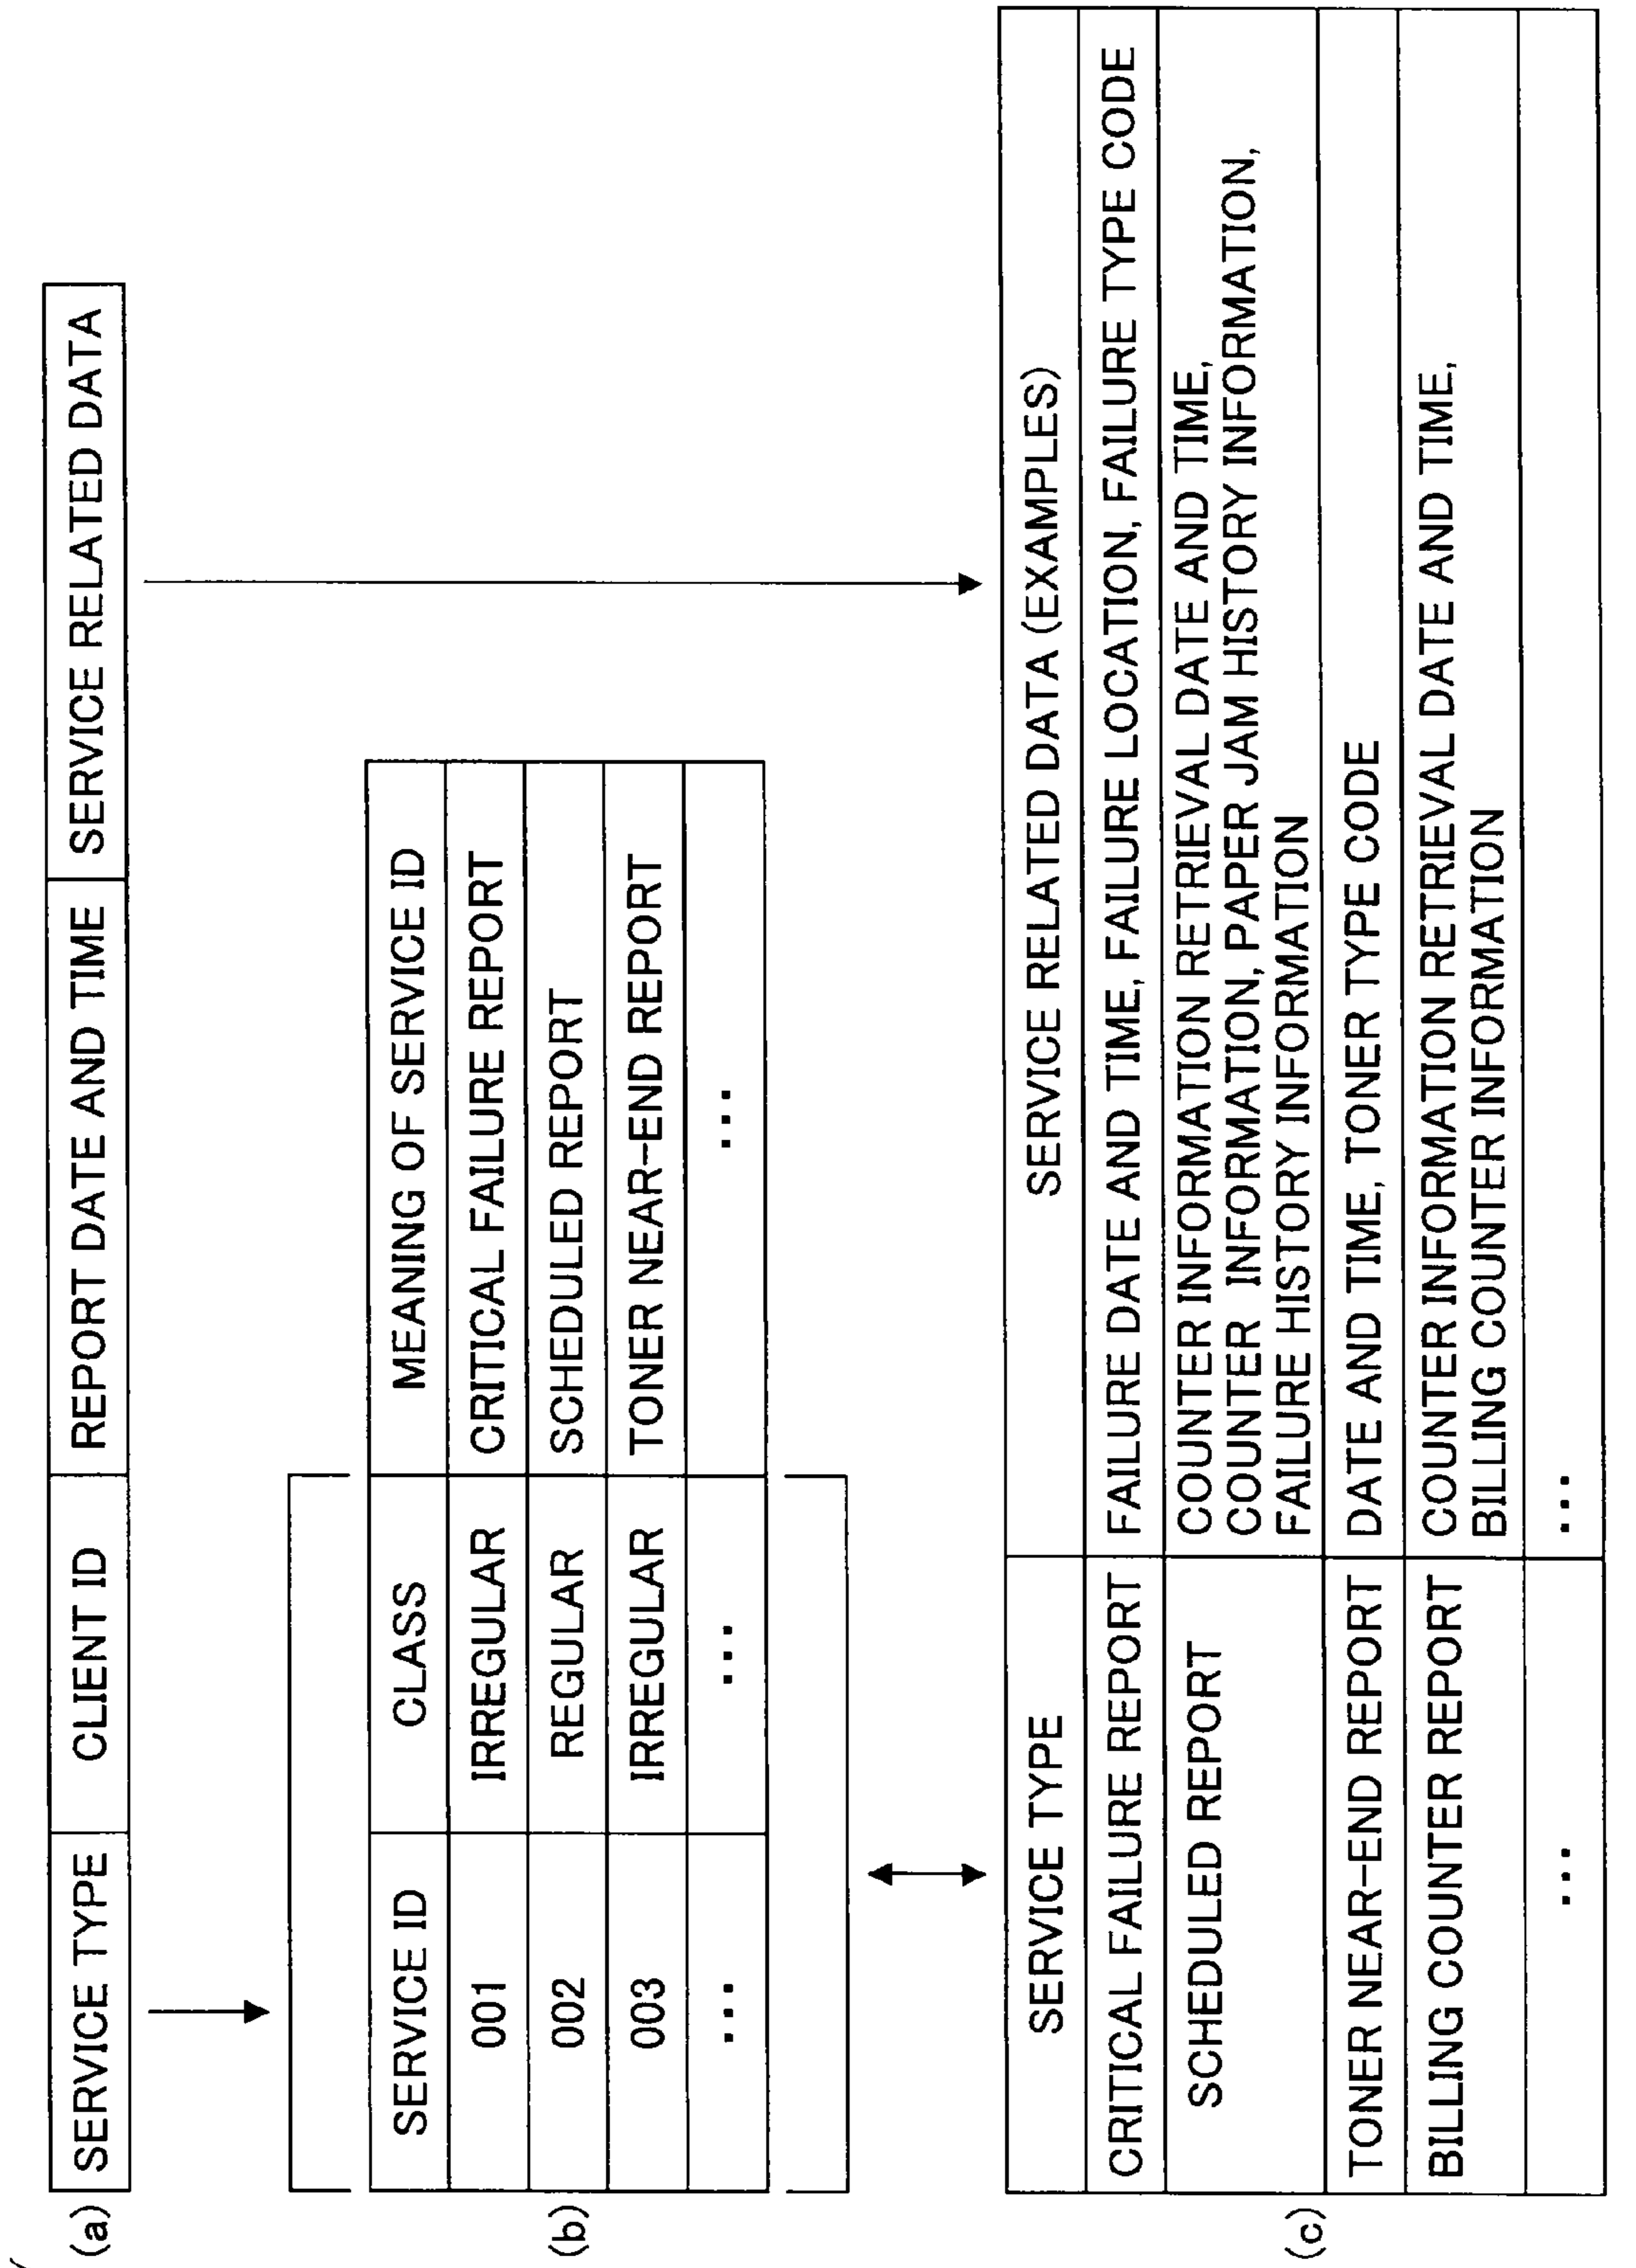 (a) SERVICE TYPE CLIENT ID REPORT DATE AND TIME SERVICE RELATED DATA
(b) SERVICE ID CLASS MEANING OF SERVICE ID
001 IRREGULAR CRITICAL FAILURE REPORT
002 REGULAR SCHEDULED REPORT
003 IRREGULAR TONER NEAR-END REPORT
... ... ...
(c) SERVICE TYPE SERVICE RELATED DATA (EXAMPLES)
CRITICAL FAILURE REPORT FAILURE DATE AND TIME, FAILURE LOCATION, FAILURE TYPE CODE
SCHEDULED REPORT COUNTER INFORMATION RETRIEVAL DATE AND TIME,
COUNTER INFORMATION, PAPER JAM HISTORY INFORMATION,
FAILURE HISTORY INFORMATION
TONER NEAR-END REPORT DATE AND TIME, TONER TYPE CODE
BILLING COUNTER REPORT COUNTER INFORMATION RETRIEVAL DATE AND TIME,
BILLING COUNTER INFORMATION
... ...